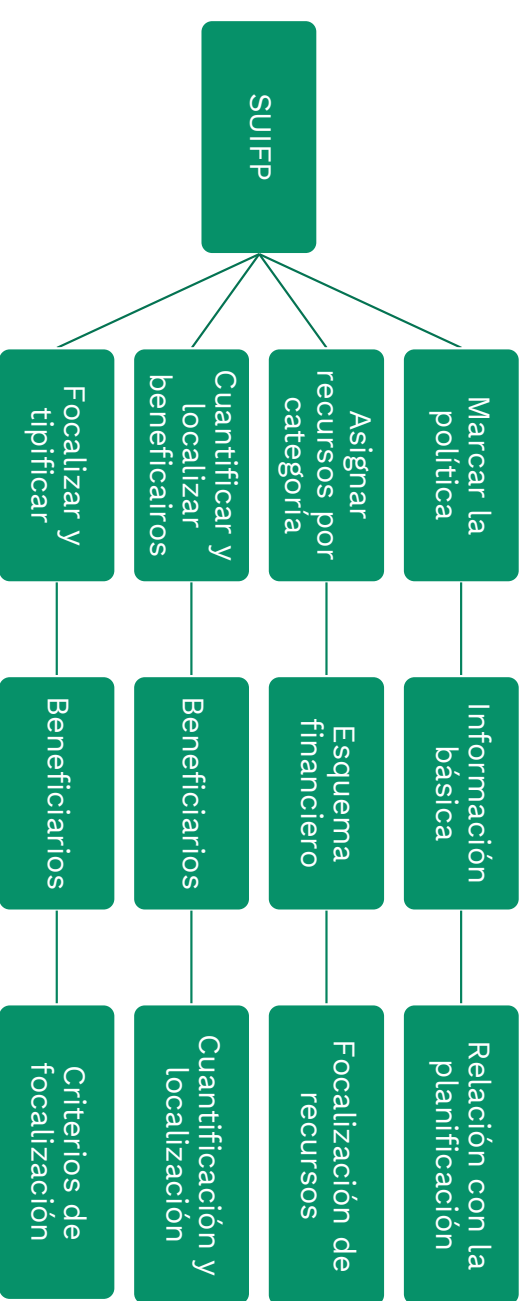 SUIFP
Marcar la
política
Información
básica
Relación con la
planificación
Asignar
recursos por
categoría
Esquema
financiero
Focalización de
recursos
Cuantificar y
localizar
beneficairos
Beneficiarios
Cuantificación y
localización
Focalizar y
tipificar
Beneficiarios
Criterios de
focalización